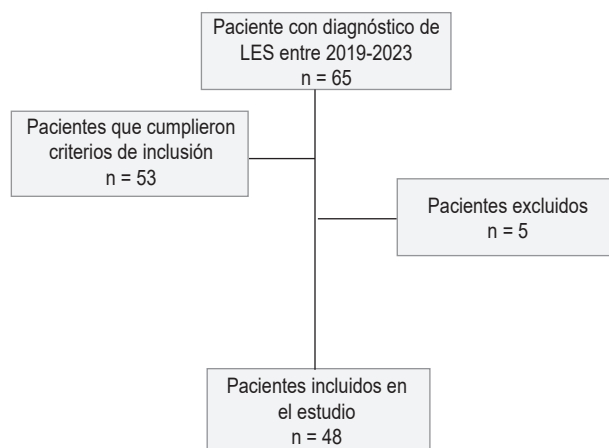 Paciente con diagnóstico de
LES entre 2019-2023
n = 65
Pacientes que cumplieron
criterios de inclusión
n = 53
Pacientes excluidos
n = 5
Pacientes incluidos en
el estudio
n = 48